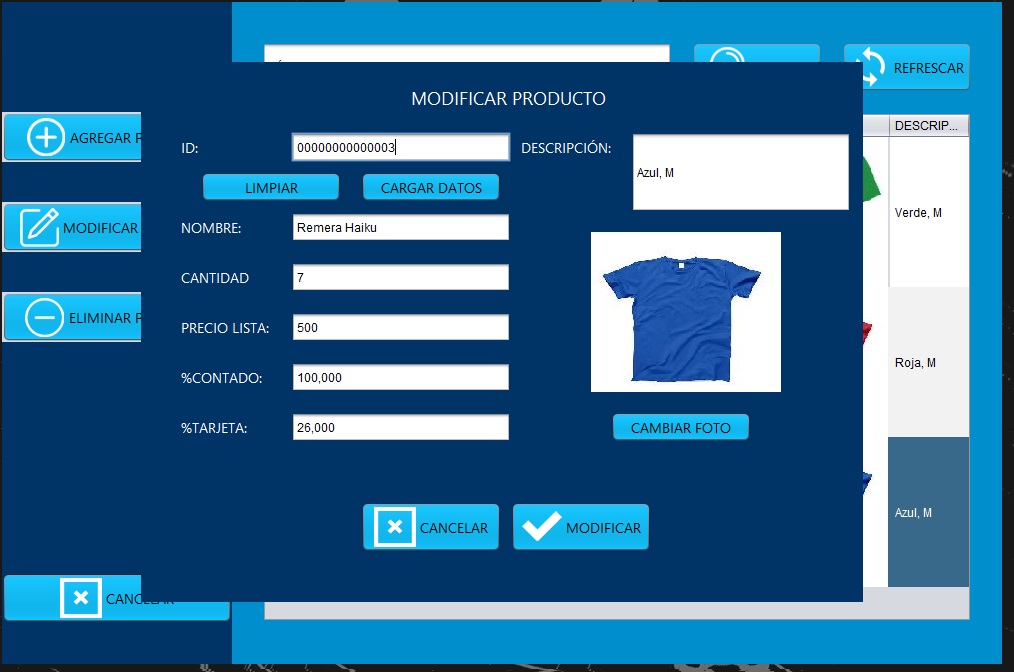 REFRESCAR
MODIFICAR PRODUCTO
DESCRIP...
AGREGAR P
ID:
00000000000003
DESCRIPCIÓN:
Azul, M
LIMPIAR
CARGAR DATOS
Verde, M
MODIFICAR
NOMBRE:
Remera Haiku
CANTIDAD
7
ELIMINAR P
PRECIO LISTA:
500
Roja, M
%CONTADO:
100,000
%TARJETA:
26,000
CAMBIAR FOTO
Azul, M
CANCELAR
MODIFICAR
CANCELAR